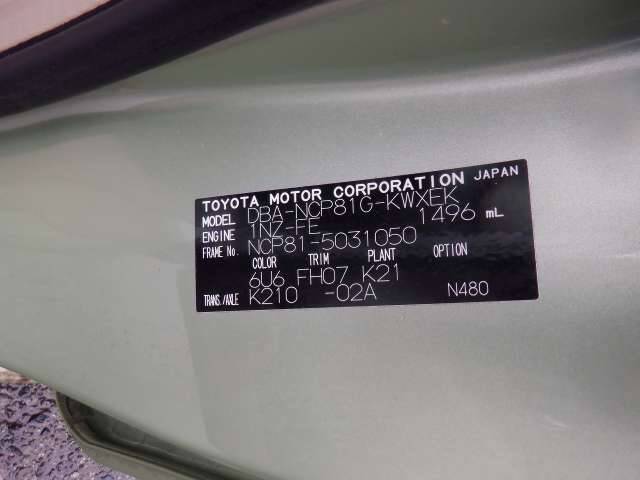 TOYOTA MOTOR CORPORATION JAPAN
MODEL DBA-NCP81G-KWXEK
ENGINE 1NZ-FE 1496 mL
FRAME No. NCP81-5031050
COLOR TRIM PLANT OPTION
6U6 FH07 K21
TRANS./AXLE K210 -02A N480